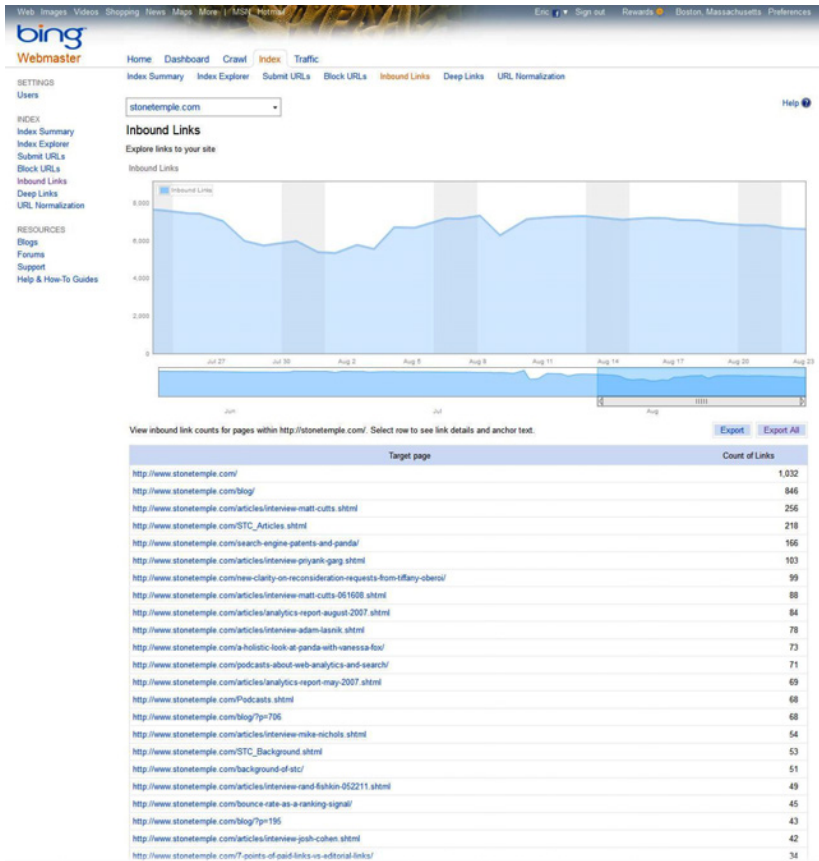 Web Images Videos Shopping News Maps More | MSN Hotmail
Eric ▾ Sign out Rewards Boston, Massachusetts Preferences
bing
Webmaster
Home Dashboard Crawl Index Traffic
Index Summary Index Explorer Submit URLs Block URLs Inbound Links Deep Links URL Normalization
SETTINGS
Users
INDEX
Index Summary
Index Explorer
Submit URLs
Block URLs
Inbound Links
Deep Links
URL Normalization
RESOURCES
Blogs
Forums
Support
Help & How-To Guides
stonetemple.com
Help
Inbound Links
Explore links to your site
Inbound Links
Inbound Links
8,000
6,000
4,000
2,000
0
Jul 27 Jul 30 Aug 2 Aug 5 Aug 8 Aug 11 Aug 14 Aug 17 Aug 20 Aug 23
Jun Jul Aug
View inbound link counts for pages within http://stonetemple.com/. Select row to see link details and anchor text.
Export Export All
Target page Count of Links
http://www.stonetemple.com/ 1,032
http://www.stonetemple.com/blog/ 846
http://www.stonetemple.com/articles/interview-matt-cutts.shtml 256
http://www.stonetemple.com/STC_Articles.shtml 218
http://www.stonetemple.com/search-engine-patents-and-panda/ 166
http://www.stonetemple.com/articles/interview-priyank-garg.shtml 103
http://www.stonetemple.com/new-clarity-on-reconsideration-requests-from-tiffany-oberoi/ 99
http://www.stonetemple.com/articles/interview-matt-cutts-061608.shtml 88
http://www.stonetemple.com/articles/analytics-report-august-2007.shtml 84
http://www.stonetemple.com/articles/interview-adam-lasnik.shtml 78
http://www.stonetemple.com/a-holistic-look-at-panda-with-vanessa-fox/ 73
http://www.stonetemple.com/podcasts-about-web-analytics-and-search/ 71
http://www.stonetemple.com/articles/analytics-report-may-2007.shtml 69
http://www.stonetemple.com/Podcasts.shtml 68
http://www.stonetemple.com/blog/?p=706 68
http://www.stonetemple.com/articles/interview-mike-nichols.shtml 54
http://www.stonetemple.com/STC_Background.shtml 53
http://www.stonetemple.com/background-of-stc/ 51
http://www.stonetemple.com/articles/interview-rand-fishkin-052211.shtml 49
http://www.stonetemple.com/bounce-rate-as-a-ranking-signal/ 45
http://www.stonetemple.com/blog/?p=195 43
http://www.stonetemple.com/articles/interview-josh-cohen.shtml 42
http://www.stonetemple.com/7-points-of-paid-links-vs-editorial-links/ 34